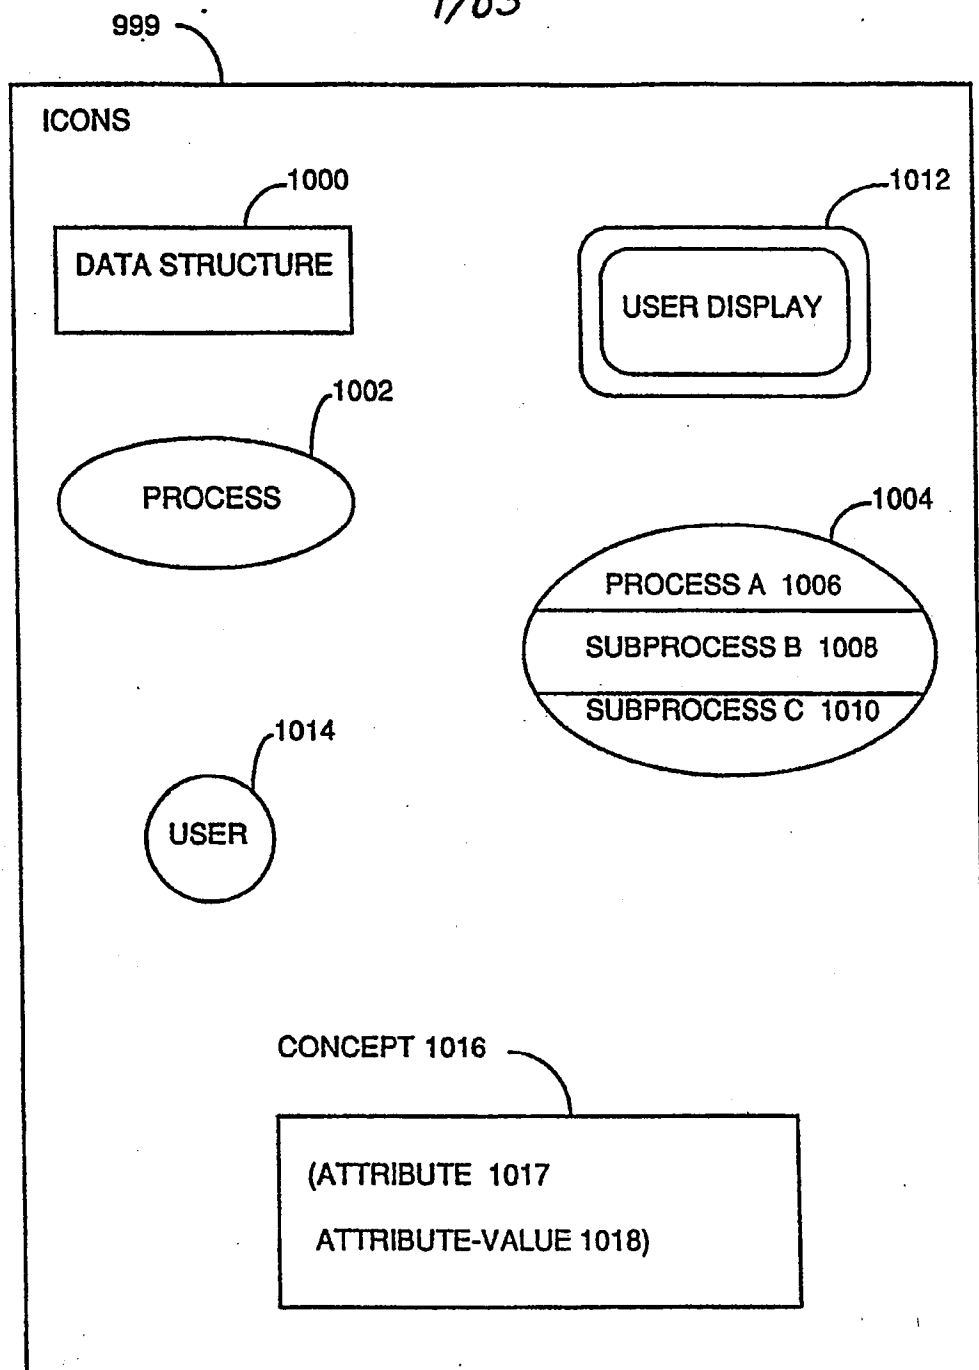 1/63
999
ICONS
1000
1012
DATA STRUCTURE
USER DISPLAY
1002
PROCESS
1004
PROCESS A 1006
SUBPROCESS B 1008
SUBPROCESS C 1010
1014
USER
CONCEPT 1016
(ATTRIBUTE 1017
ATTRIBUTE-VALUE 1018)